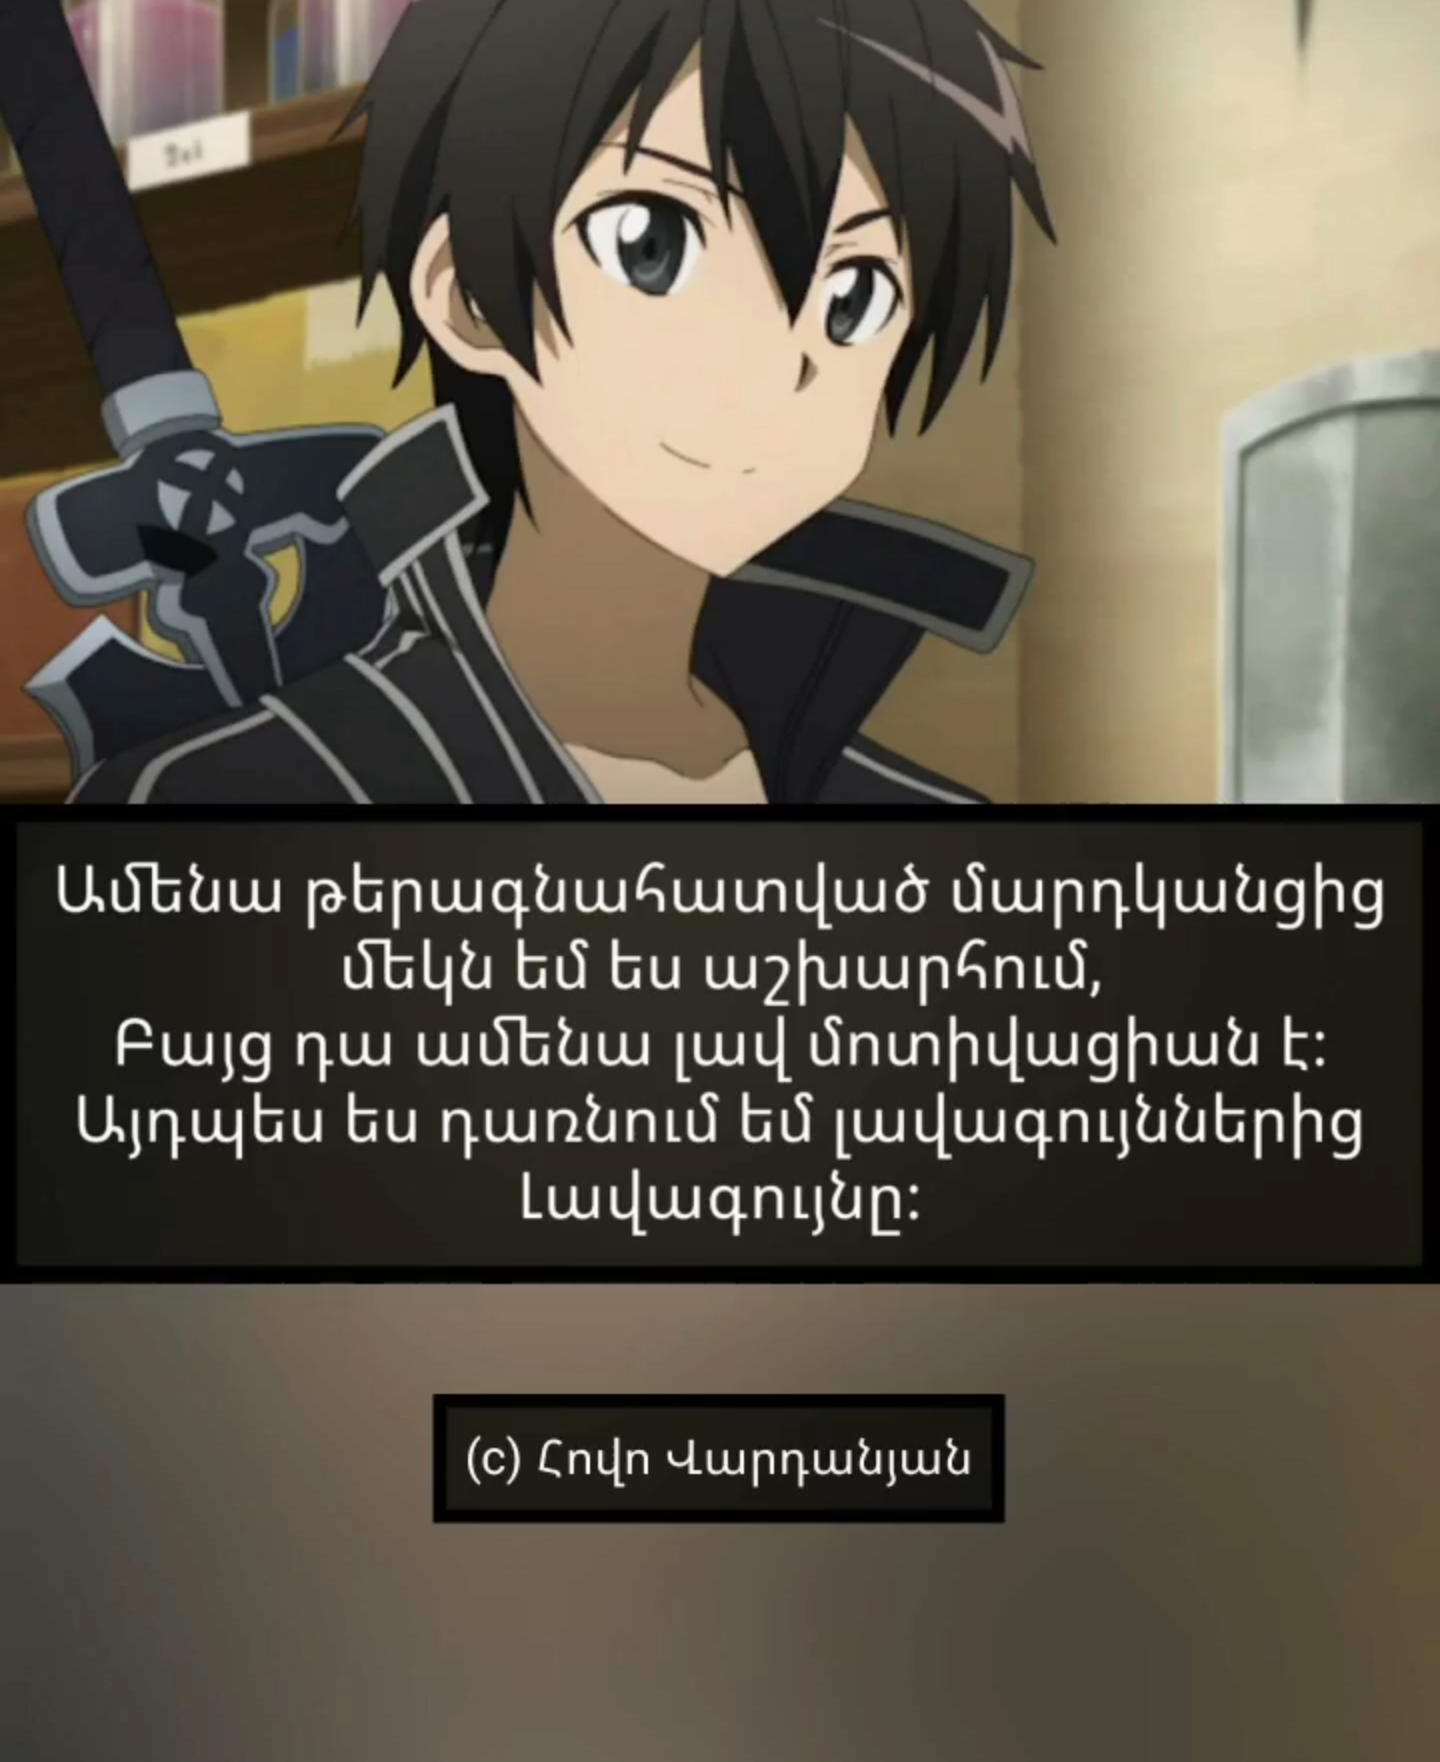 Ամենա թերագնահատված մարդկանցից
մեկն եմ ես աշխարհում,
Բայց դա ամենա լավ մոտիվացիան է:
Այդպես ես դառնում եմ լավագույններից
Լավագույնը:
(c) Հովո Վարդանյան